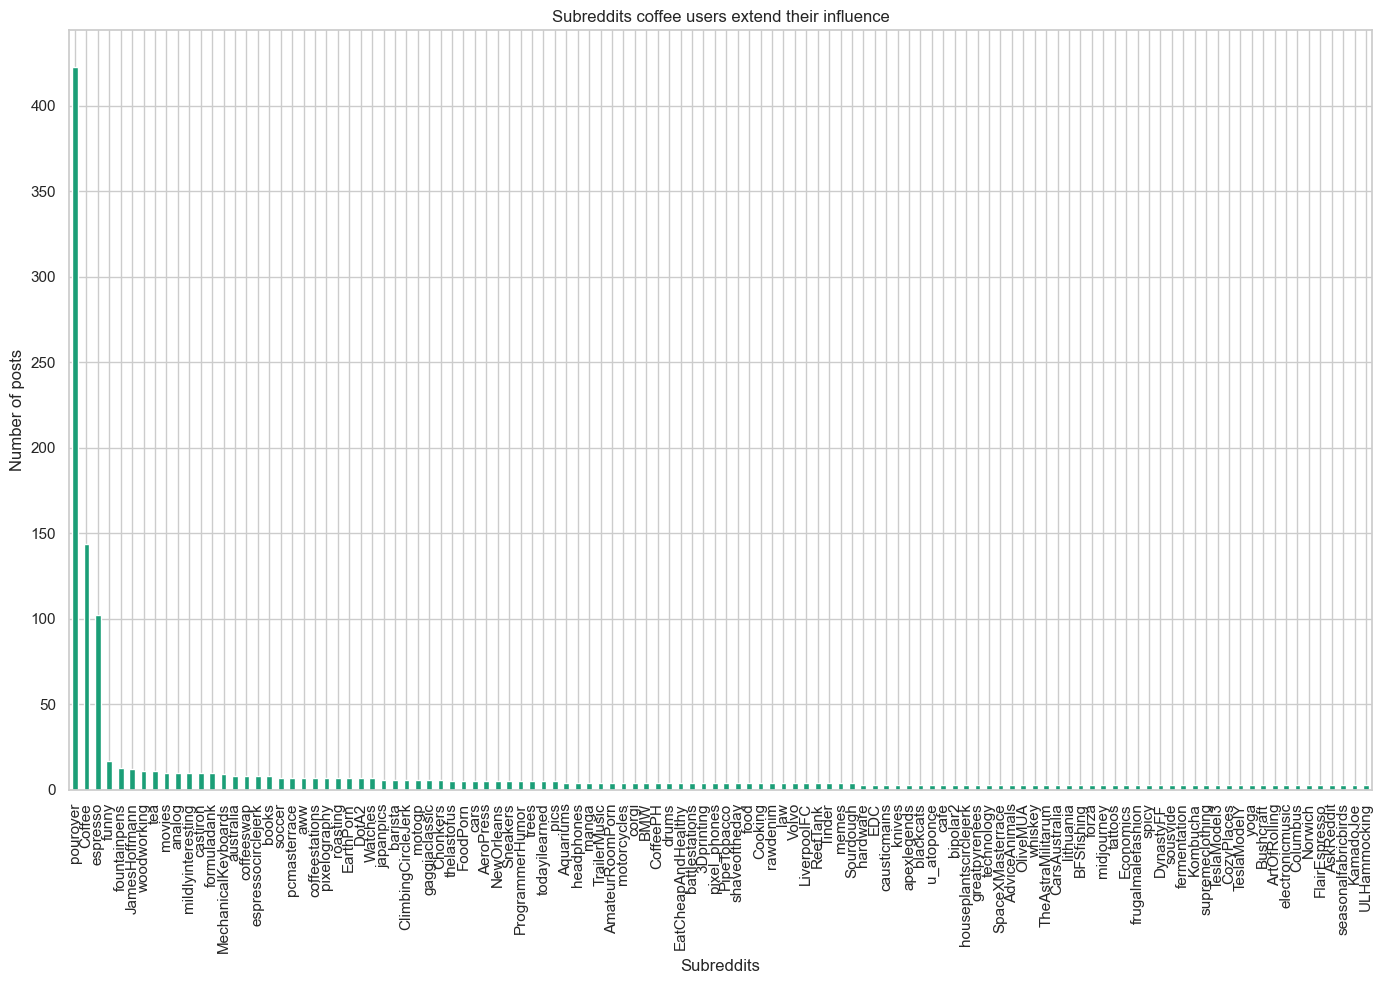 Subreddits coffee users extend their influence
Number of posts
400
350
300
250
200
150
100
50
0
pourover
Coffee
espresso
funny
fountainpens
JamesHoffmann
woodworking
tea
movies
analog
mildlyinteresting
castiron
formuladank
MechanicalKeyboards
australia
coffeeswap
espressocirclejerk
books
soccer
pcmasterrace
aww
coffeestations
pixelography
roasting
EarthPorn
DotA2
Watches
japanpics
barista
ClimbingCircleJerk
motogp
gaggiaclassic
Chonkers
thelastofus
FoodPorn
cars
AeroPress
NewOrleans
Sneakers
ProgrammerHumor
trees
todayilearned
pics
Aquariums
headphones
anime
TrailerMusic
AmateurRoomPorn
motorcycles
gongfu
BMW
CoffeePH
drums
EatCheapAndHealthy
battlestations
3Dprinting
pixel_phones
PipeTobacco
shaveoftheday
food
Cooking
rawdenim
law
Volvo
LiverpoolFC
ReefTank
hinder
memes
Sourdough
hardware
EDC
causticmains
knives
apexlegends
blackcats
u_atoponce
cafe
bipolar2
houseplantscirclejerk
greatpyrenees
technology
SpaceXMasterrace
AdviceAnimals
OliveMUA
whiskey
TheAstraMilitarum
CarsAustralia
lithuania
BFSfishing
forza
midjourney
tattoos
Economics
frugalmalefashion
spicy
DynastyFF
sousvide
fermentation
Kombucha
supremeclothing
TeslaModel3
CozyPlaces
TeslaModelY
yoga
Bushcraft
ArtOfRolling
electronicmusic
Columbus
Norwich
FlairEspresso
AskReddit
seasonalfabricbirds
KamadoJoe
ULHammocking
Subreddits